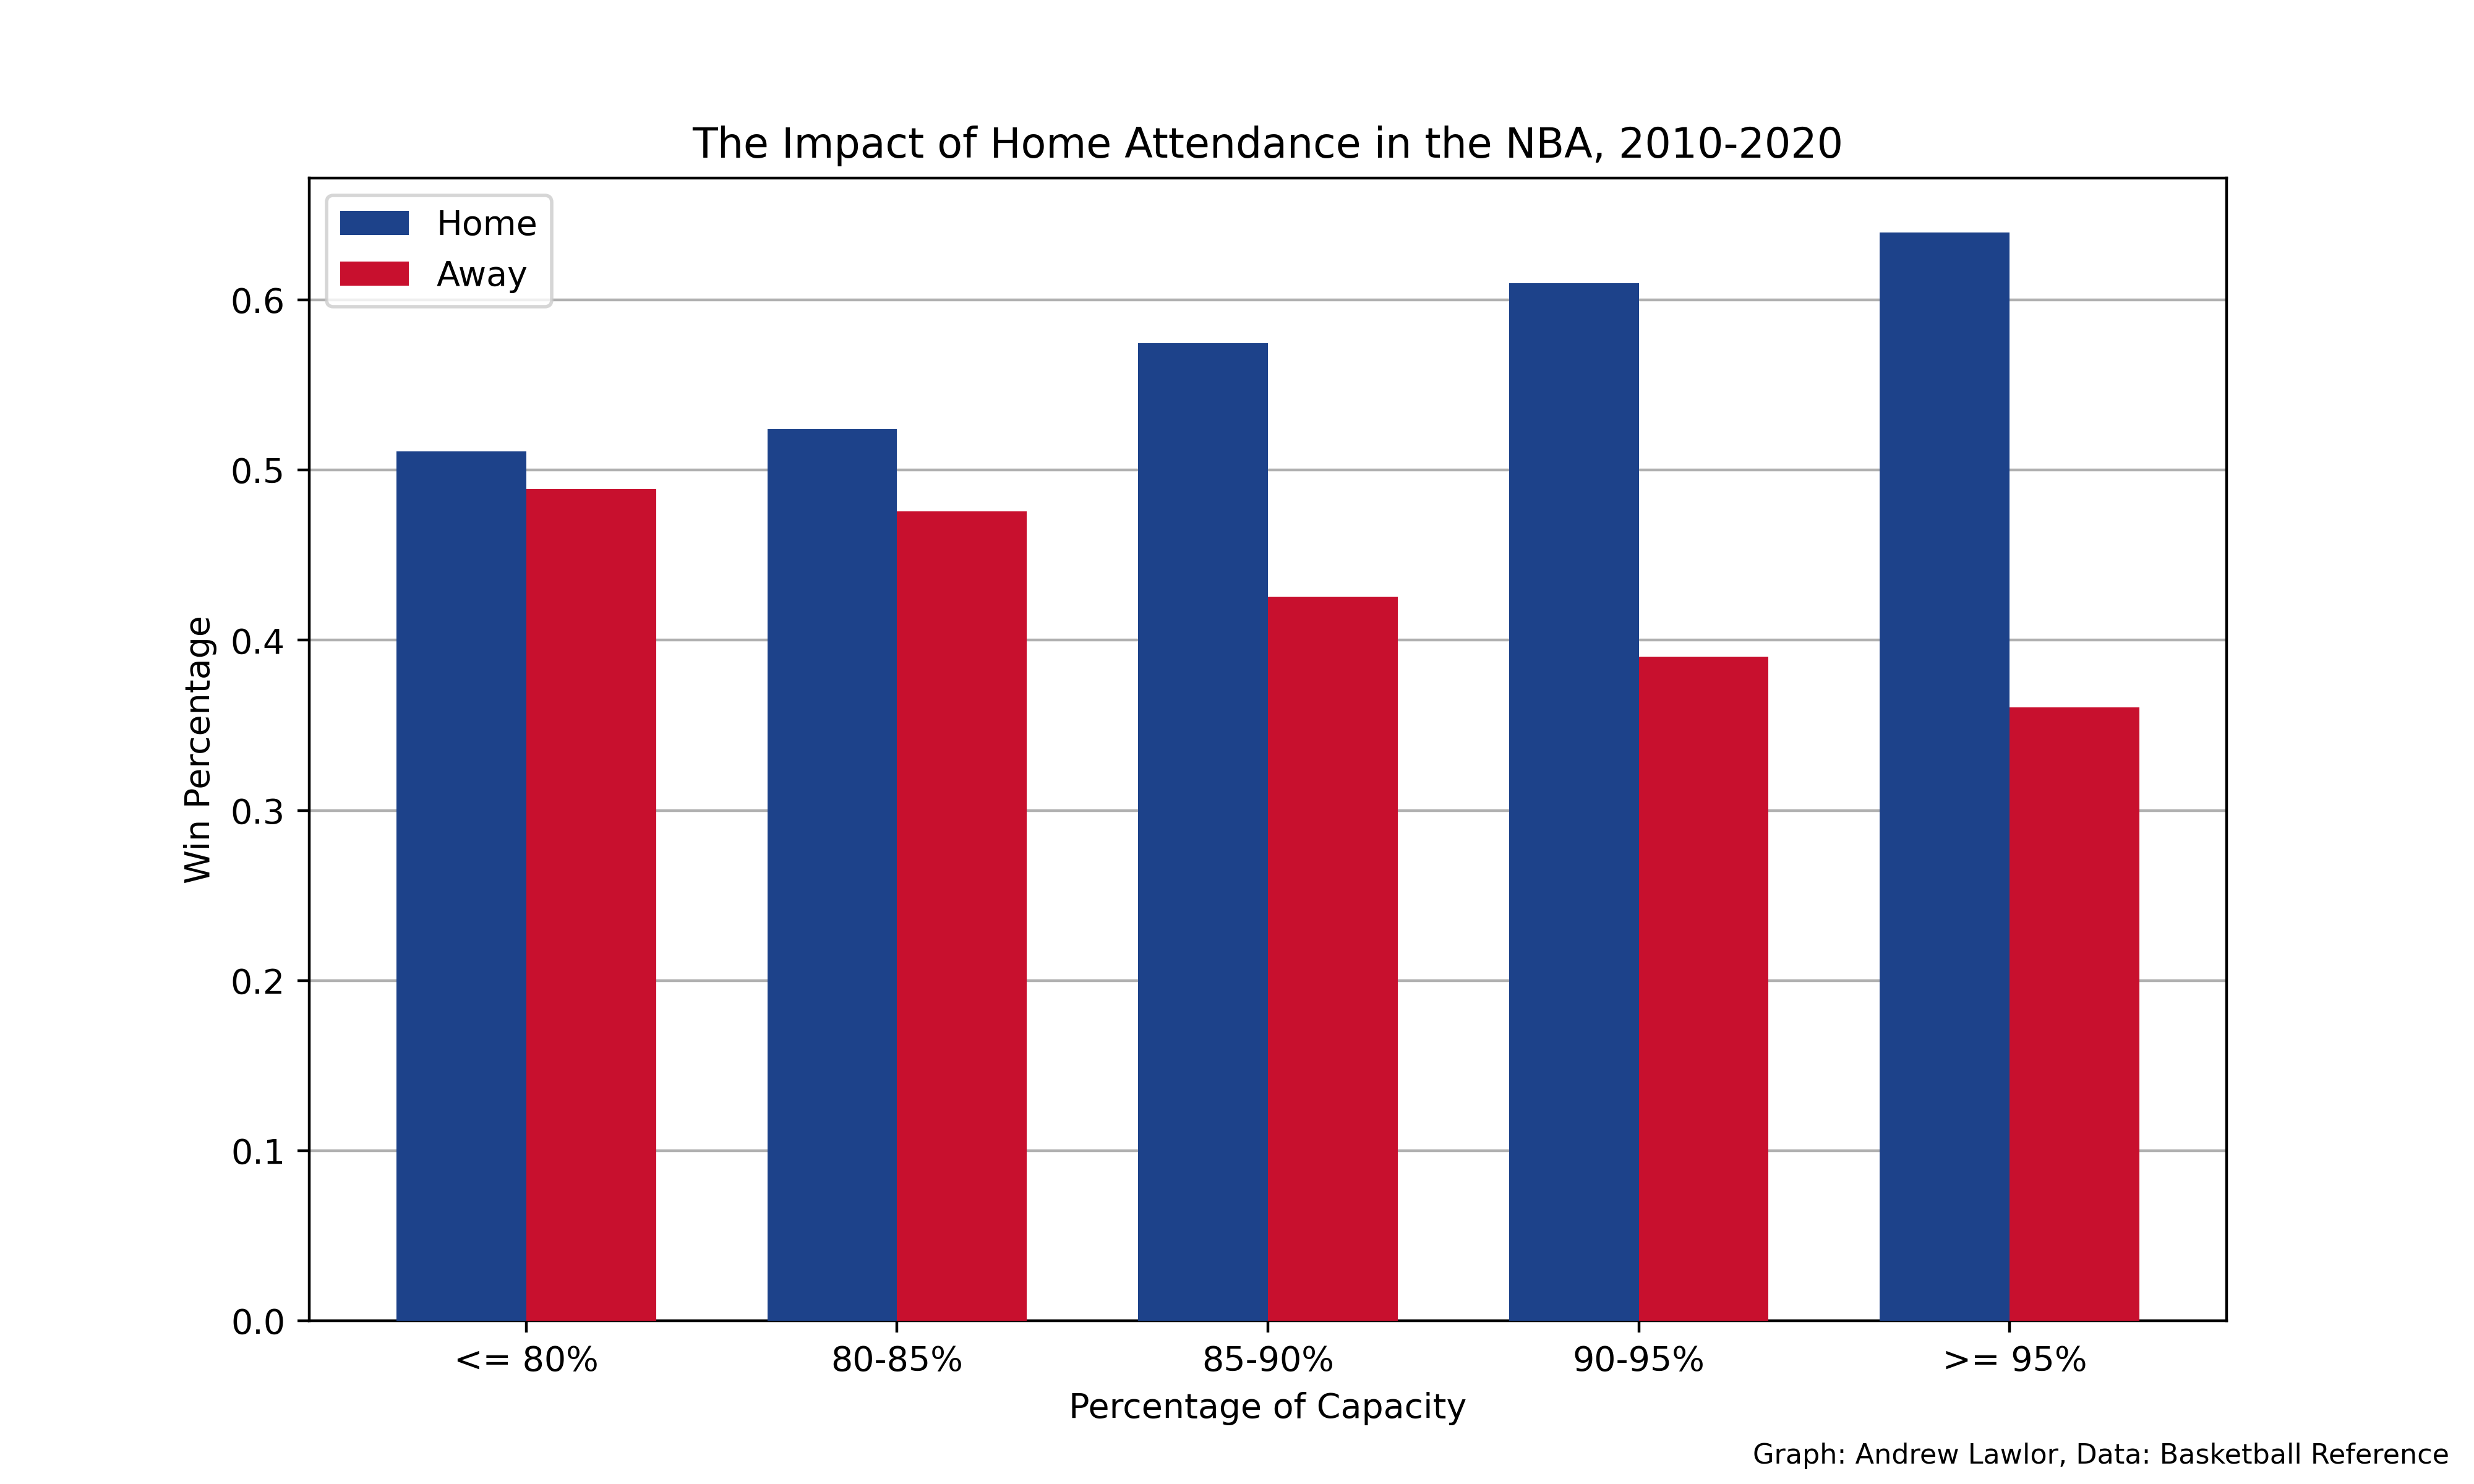 The Impact of Home Attendance in the NBA, 2010-2020
Home
Away
0.6
0.5
0.4
0.3
0.2
0.1
0.0
Win Percentage
<= 80%
80-85%
85-90%
90-95%
>= 95%
Percentage of Capacity
Graph: Andrew Lawlor, Data: Basketball Reference